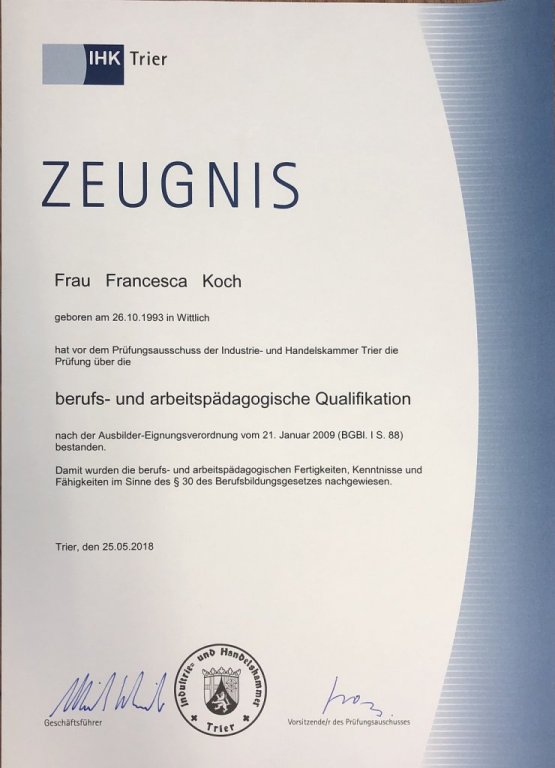 IHK Trier
ZEUGNIS
Frau Francesca Koch
geboren am 26.10.1993 in Wittlich
hat vor dem Prüfungsausschuss der Industrie- und Handelskammer Trier die
Prüfung über die
berufs- und arbeitspädagogische Qualifikation
nach der Ausbilder-Eignungsverordnung vom 21. Januar 2009 (BGBl. I S. 88)
bestanden.
Damit wurden die berufs- und arbeitspädagogischen Fertigkeiten, Kenntnisse und
Fähigkeiten im Sinne des § 30 des Berufsbildungsgesetzes nachgewiesen.
Trier, den 25.05.2018
Industrie- und Handelskammer
Trier
Geschäftsführer
Vorsitzende/r des Prüfungsauschusses